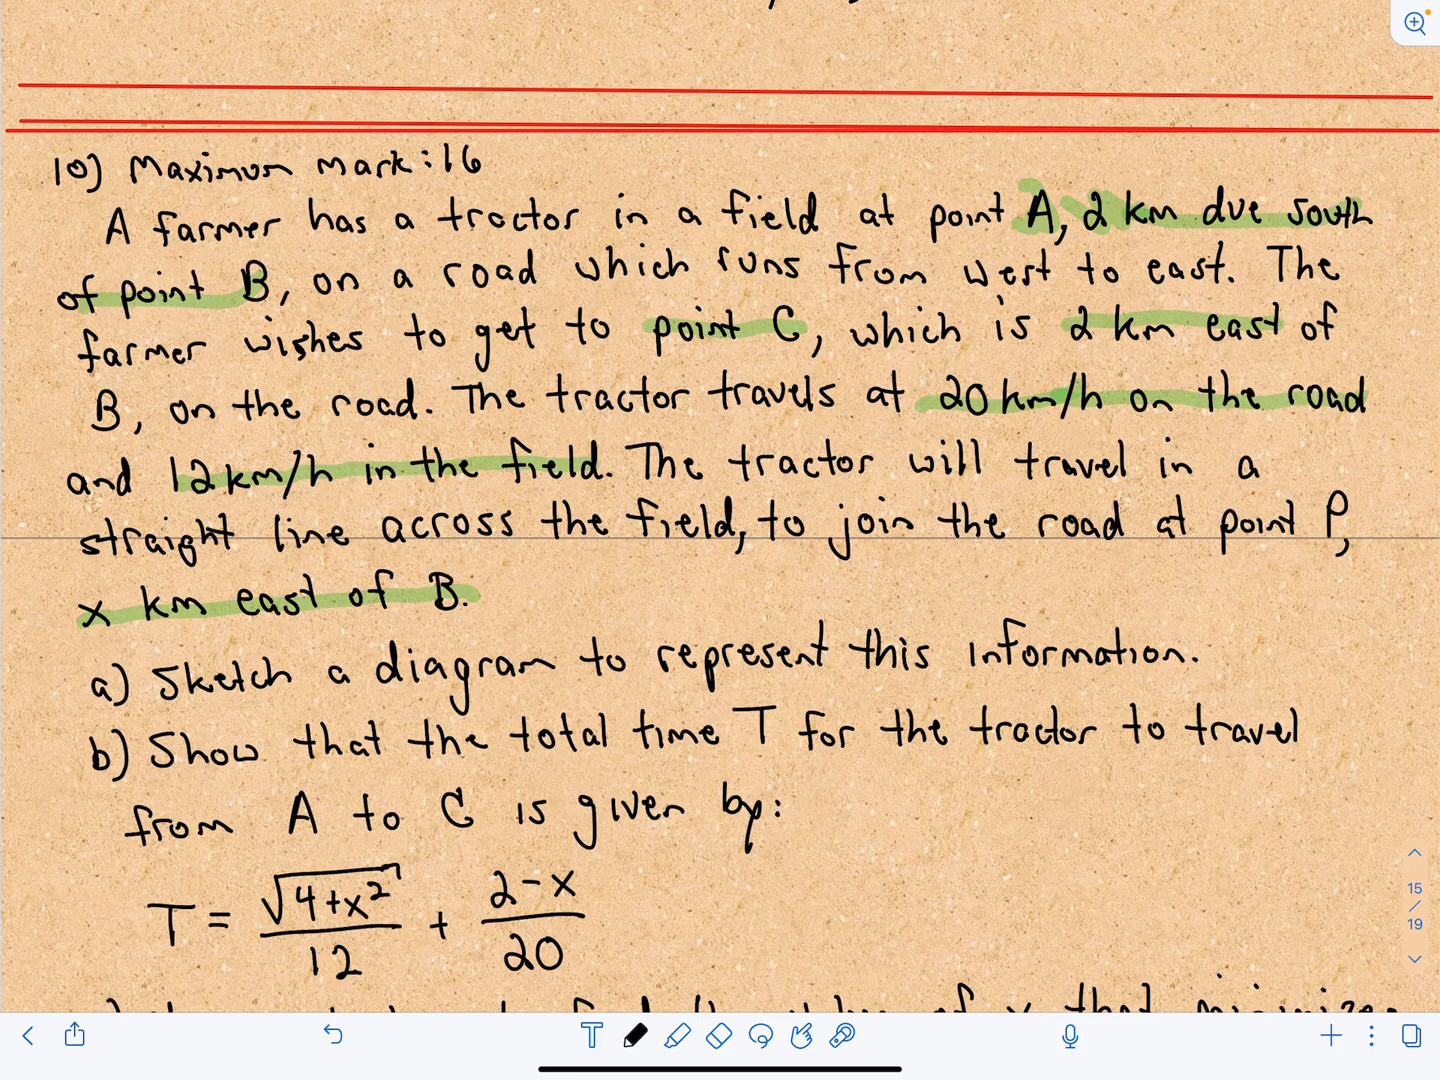 10) Maximum mark: 16
A farmer has a tractor in a field at point A, 2 km due south
of point B, on a road which runs from west to east. The
farmer wishes to get to point C, which is 2 km east of
B, on the road. The tractor travels at 20 km/h on the road
and 12 km/h in the field. The tractor will travel in a
straight line across the field, to join the road at point P,
x km east of B.
a) Sketch a diagram to represent this information.
b) Show that the total time T for the tractor to travel
from A to C is given by:
T = √(4+x²)/12 + (2-x)/20
of x that
15
/
19
T